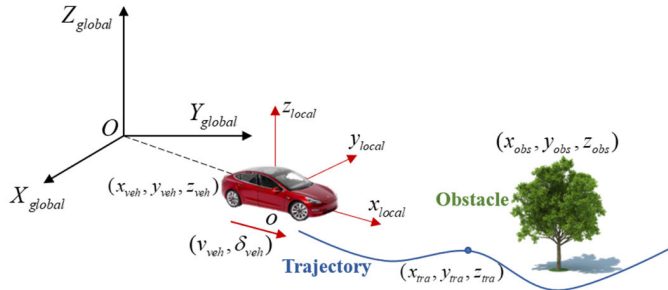 Z_global
O
Y_global
X_global
z_local
y_local
x_local
(x_veh, y_veh, z_veh)
o
(v_veh, δ_veh)
Trajectory
(x_tra, y_tra, z_tra)
(x_obs, y_obs, z_obs)
Obstacle